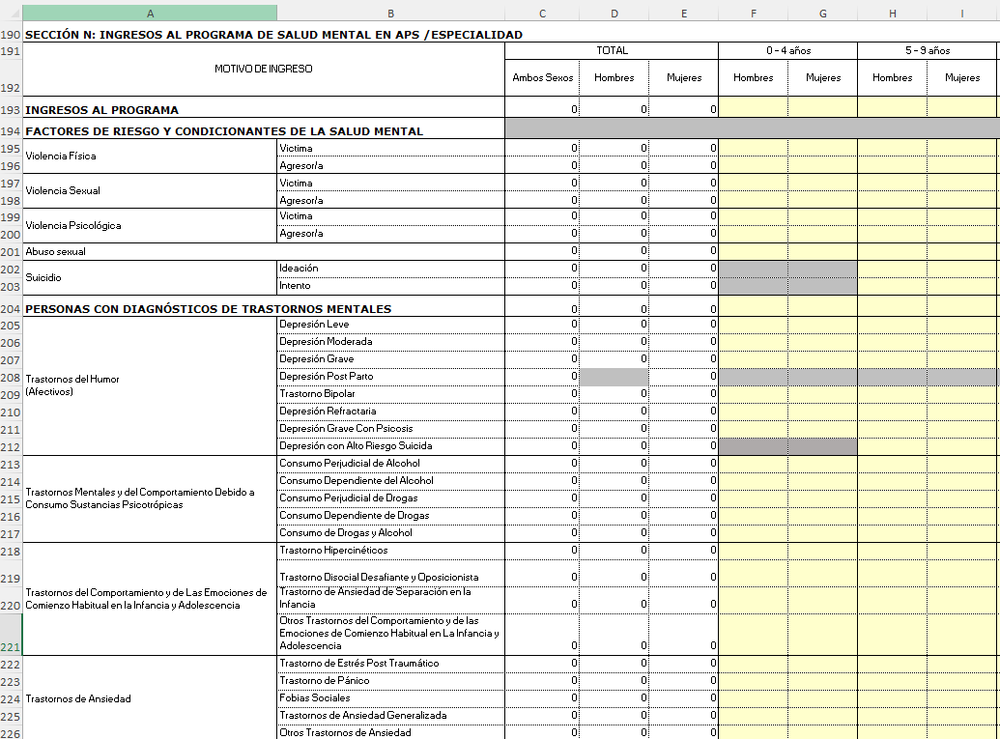 A B C D E F G H I
190 SECCIÓN N: INGRESOS AL PROGRAMA DE SALUD MENTAL EN APS /ESPECIALIDAD
191 TOTAL 0 - 4 años 5 - 9 años
MOTIVO DE INGRESO
192 Ambos Sexos Hombres Mujeres Hombres Mujeres Hombres Mujeres
193 INGRESOS AL PROGRAMA 0 0 0
194 FACTORES DE RIESGO Y CONDICIONANTES DE LA SALUD MENTAL
195 Victima 0 0 0
Violencia Física
196 Agresor/a 0 0 0
197 Victima 0 0 0
Violencia Sexual
198 Agresor/a 0 0 0
199 Victima 0 0 0
Violencia Psicológica
200 Agresor/a 0 0 0
201 Abuso sexual 0 0 0
202 Ideación 0 0 0
Suicidio
203 Intento 0 0 0
204 PERSONAS CON DIAGNÓSTICOS DE TRASTORNOS MENTALES 0 0 0
205 Depresión Leve 0 0 0
206 Depresión Moderada 0 0 0
207 Depresión Grave 0 0 0
208 Trastornos del Humor Depresión Post Parto 0 0
(Afectivos)
209 Trastorno Bipolar 0 0 0
210 Depresión Refractaria 0 0 0
211 Depresión Grave Con Psicosis 0 0 0
212 Depresión con Alto Riesgo Suicida 0 0 0
213 Consumo Perjudicial de Alcohol 0 0 0
214 Consumo Dependiente del Alcohol 0 0 0
Trastornos Mentales y del Comportamiento Debido a
215 Consumo Perjudicial de Drogas 0 0 0
Consumo Sustancias Psicotrópicas
216 Consumo Dependiente de Drogas 0 0 0
217 Consumo de Drogas y Alcohol 0 0 0
218 Trastorno Hipercinéticos 0 0 0
219 Trastorno Disocial Desafiante y Oposicionista 0 0 0
Trastornos del Comportamiento y de Las Emociones de Trastorno de Ansiedad de Separación en la
220 Comienzo Habitual en la Infancia y Adolescencia Infancia 0 0 0
Otros Trastornos del Comportamiento y de las
Emociones de Comienzo Habitual en La Infancia y
221 Adolescencia 0 0 0
222 Trastorno de Estrés Post Traumático 0 0 0
223 Trastorno de Pánico 0 0 0
224 Trastornos de Ansiedad Fobias Sociales 0 0 0
225 Trastornos de Ansiedad Generalizada 0 0 0
226 Otros Trastornos de Ansiedad 0 0 0